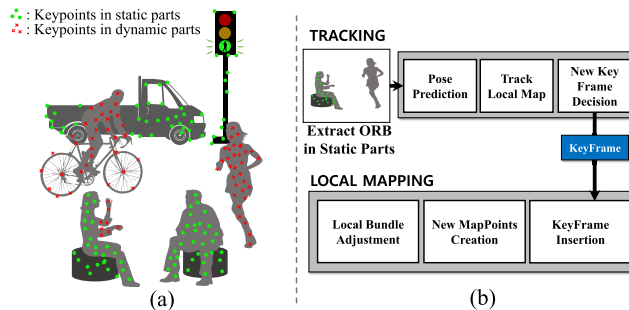 : Keypoints in static parts
: Keypoints in dynamic parts
(a)
TRACKING
Extract ORB
in Static Parts
Pose
Prediction
Track
Local Map
New Key
Frame
Decision
KeyFrame
LOCAL MAPPING
Local Bundle
Adjustment
New MapPoints
Creation
KeyFrame
Insertion
(b)